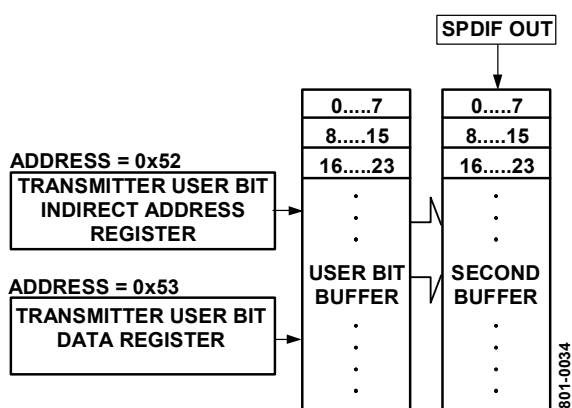 SPDIF OUT
0.....7
0.....7
8.....15
8.....15
16.....23
16.....23
ADDRESS = 0x52
TRANSMITTER USER BIT
INDIRECT ADDRESS
REGISTER
ADDRESS = 0x53
TRANSMITTER USER BIT
DATA REGISTER
USER BIT
BUFFER
SECOND
BUFFER
801-0034